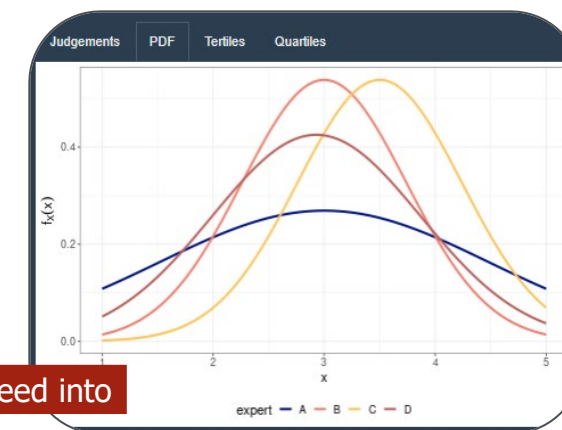 Judgements PDF Tertiles Quartiles
0.4
fX(x)
0.2
0.0
1 2 3 4 5
x
eed into
expert A B C D